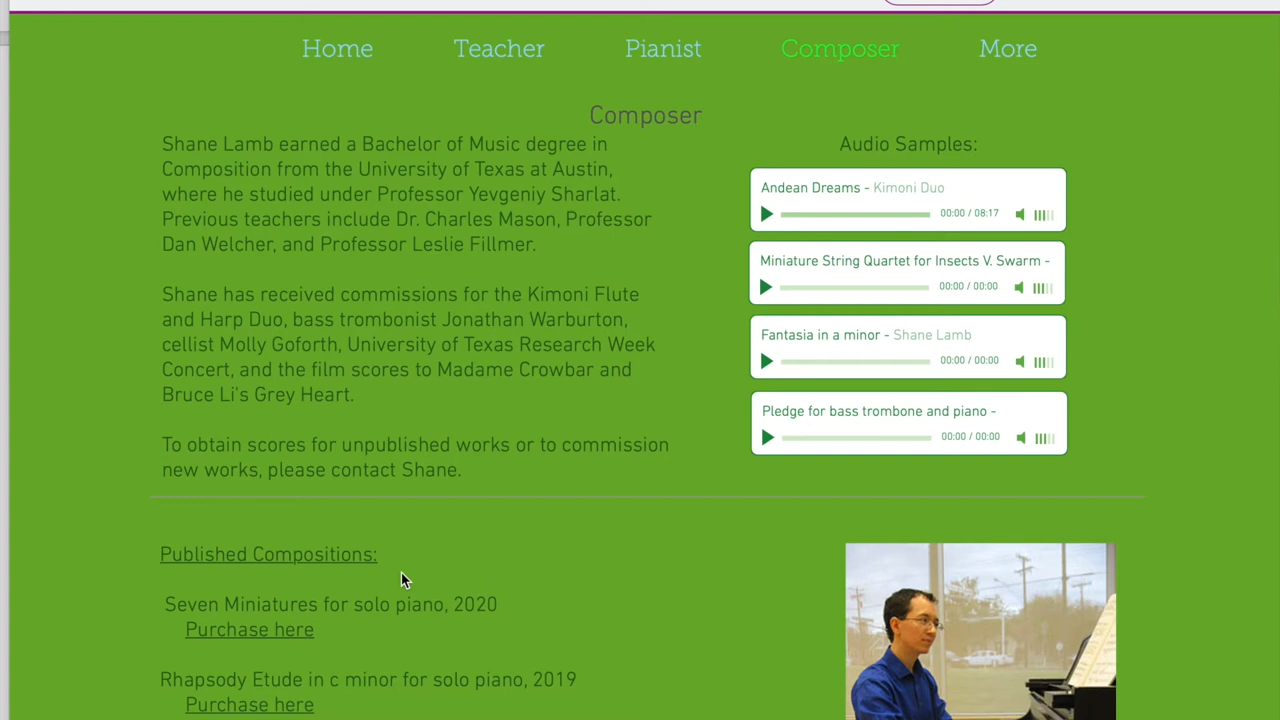 Home Teacher Pianist Composer More
Composer
Shane Lamb earned a Bachelor of Music degree in
Composition from the University of Texas at Austin,
where he studied under Professor Yevgeniy Sharlat.
Previous teachers include Dr. Charles Mason, Professor
Dan Welcher, and Professor Leslie Fillmer.
Shane has received commissions for the Kimoni Flute
and Harp Duo, bass trombonist Jonathan Warburton,
cellist Molly Goforth, University of Texas Research Week
Concert, and the film scores to Madame Crowbar and
Bruce Li's Grey Heart.
To obtain scores for unpublished works or to commission
new works, please contact Shane.
Audio Samples:
Andean Dreams - Kimoni Duo
00:00 / 08:17
Miniature String Quartet for Insects V. Swarm -
00:00 / 00:00
Fantasia in a minor - Shane Lamb
00:00 / 00:00
Pledge for bass trombone and piano -
00:00 / 00:00
Published Compositions:
Seven Miniatures for solo piano, 2020
Purchase here
Rhapsody Etude in c minor for solo piano, 2019
Purchase here